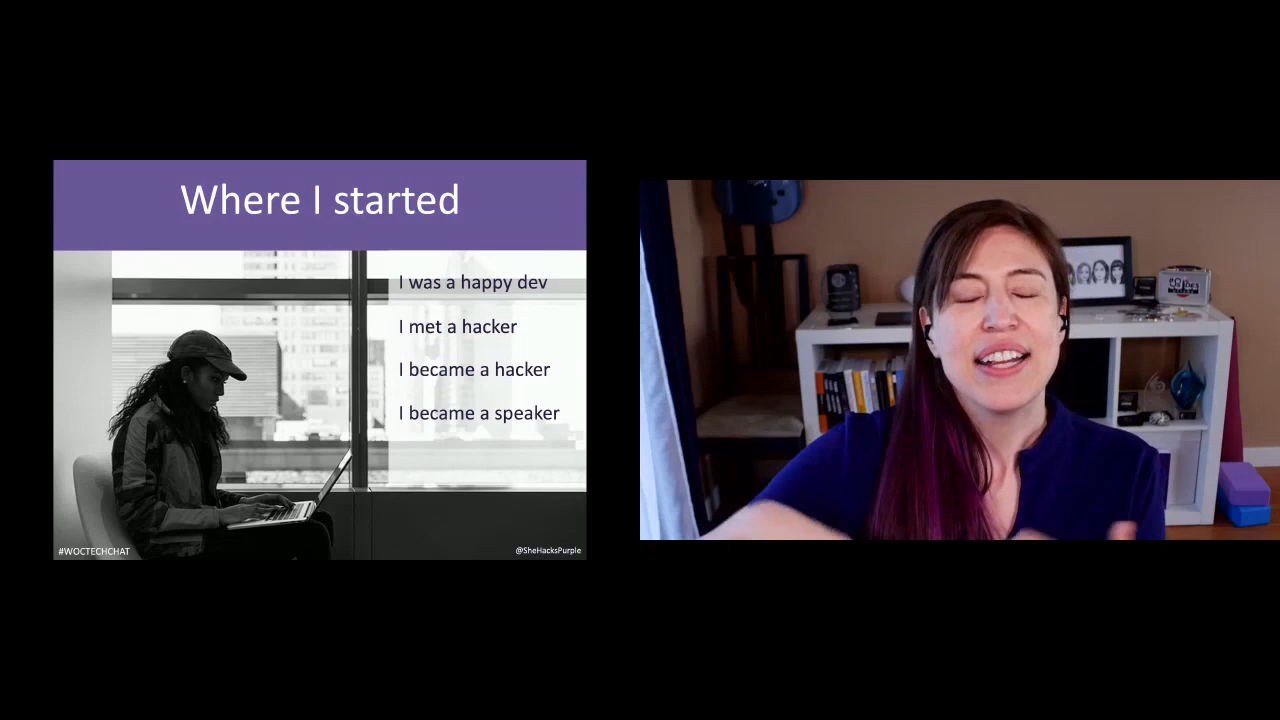 Where I started
I was a happy dev
I met a hacker
I became a hacker
I became a speaker
#WOCTECHCHAT
@SheHacksPurple